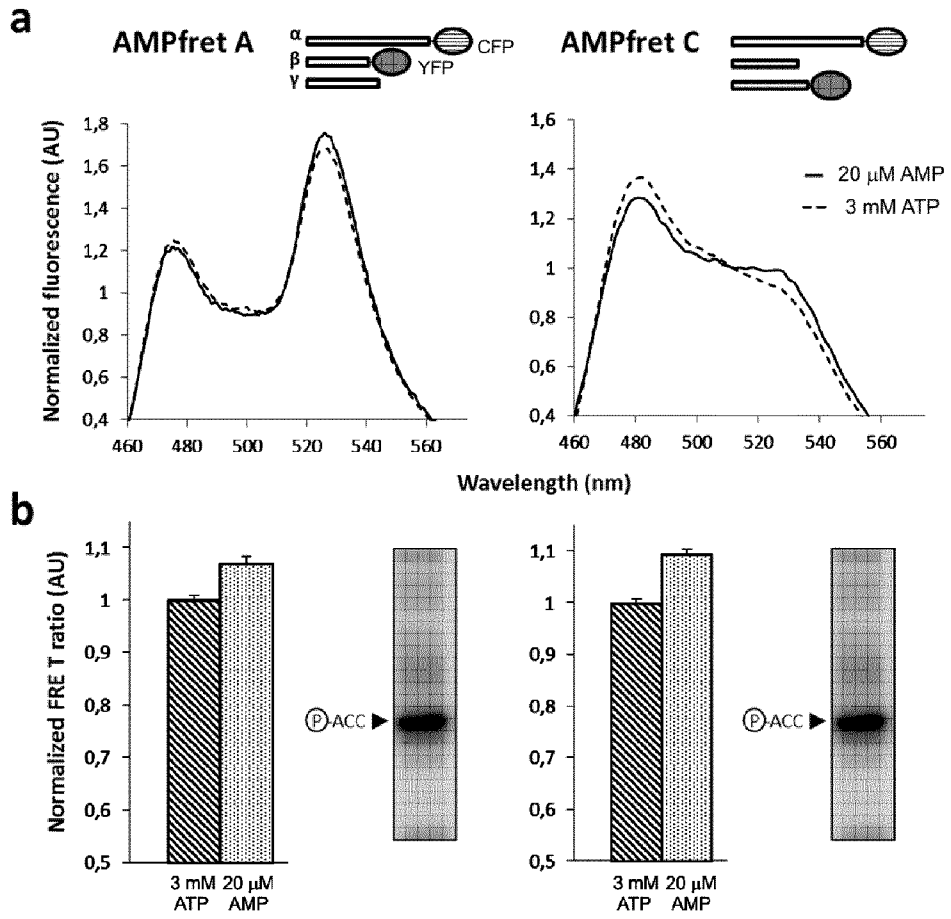 a
AMPfret A
α
β
γ
CFP
YFP
AMPfret C
Normalized fluorescence (AU)
1,8
1,6
1,4
1,2
1
0,8
0,6
0,4
460 480 500 520 540 560
1,6
1,4
1,2
1
0,8
0,6
0,4
460 480 500 520 540 560
20 μM AMP
3 mM ATP
Wavelength (nm)
b
Normalized FRE T ratio (AU)
1,1
1
0,9
0,8
0,7
0,6
0,5
3 mM ATP
20 μM AMP
P-ACC
1,1
1
0,9
0,8
0,7
0,6
0,5
3 mM ATP
20 μM AMP
P-ACC